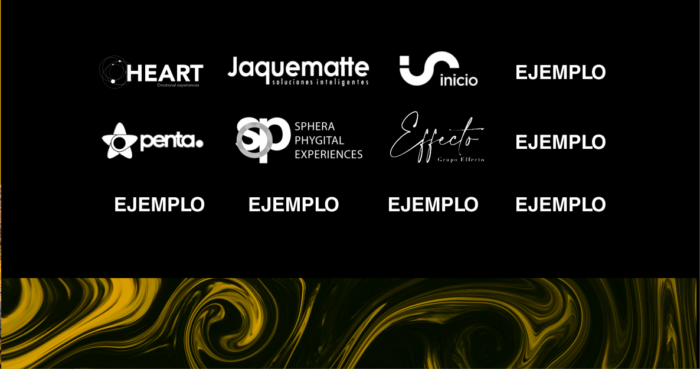 HEART
Emotional experiences
Jaquematte
soluciones inteligentes
inicio
EJEMPLO
penta.
sp
SPHERA
PHYGITAL
EXPERIENCES
Effecto
Grupo Effecto
EJEMPLO
EJEMPLO
EJEMPLO
EJEMPLO
EJEMPLO